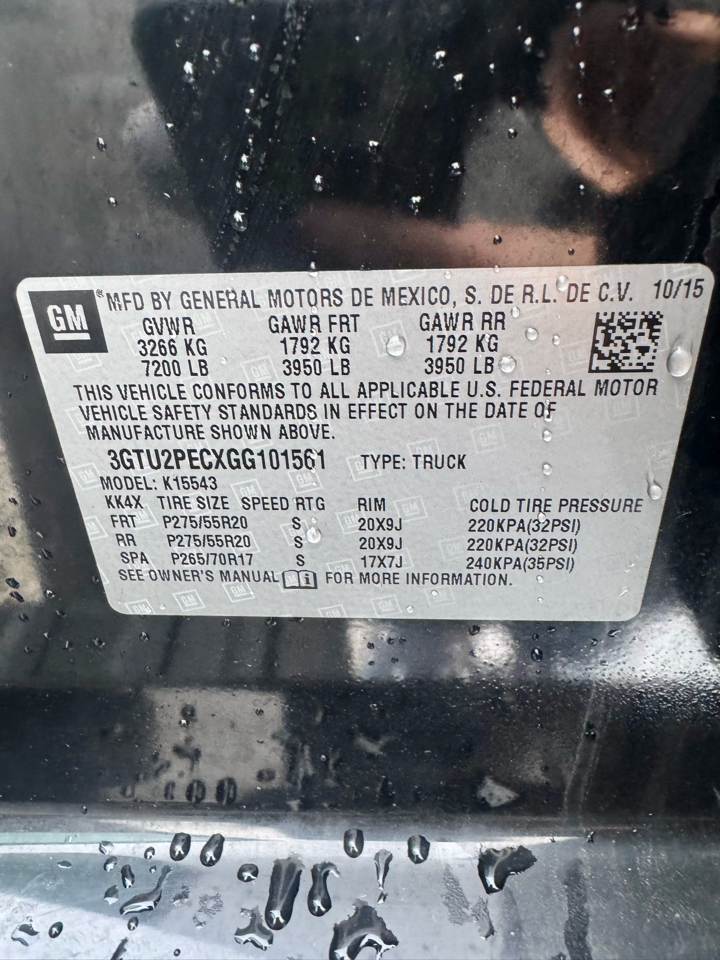 GM ® MFD BY GENERAL MOTORS DE MEXICO, S. DE R.L. DE C.V. 10/15
GVWR GAWR FRT GAWR RR
3266 KG 1792 KG 1792 KG
7200 LB 3950 LB 3950 LB
THIS VEHICLE CONFORMS TO ALL APPLICABLE U.S. FEDERAL MOTOR
VEHICLE SAFETY STANDARDS IN EFFECT ON THE DATE OF
MANUFACTURE SHOWN ABOVE.
3GTU2PECXGG101561 TYPE: TRUCK
MODEL: K15543
KK4X TIRE SIZE SPEED RTG RIM COLD TIRE PRESSURE
FRT P275/55R20 S 20X9J 220KPA(32PSI)
RR P275/55R20 S 20X9J 220KPA(32PSI)
SPA P265/70R17 S 17X7J 240KPA(35PSI)
SEE OWNER'S MANUAL FOR MORE INFORMATION.